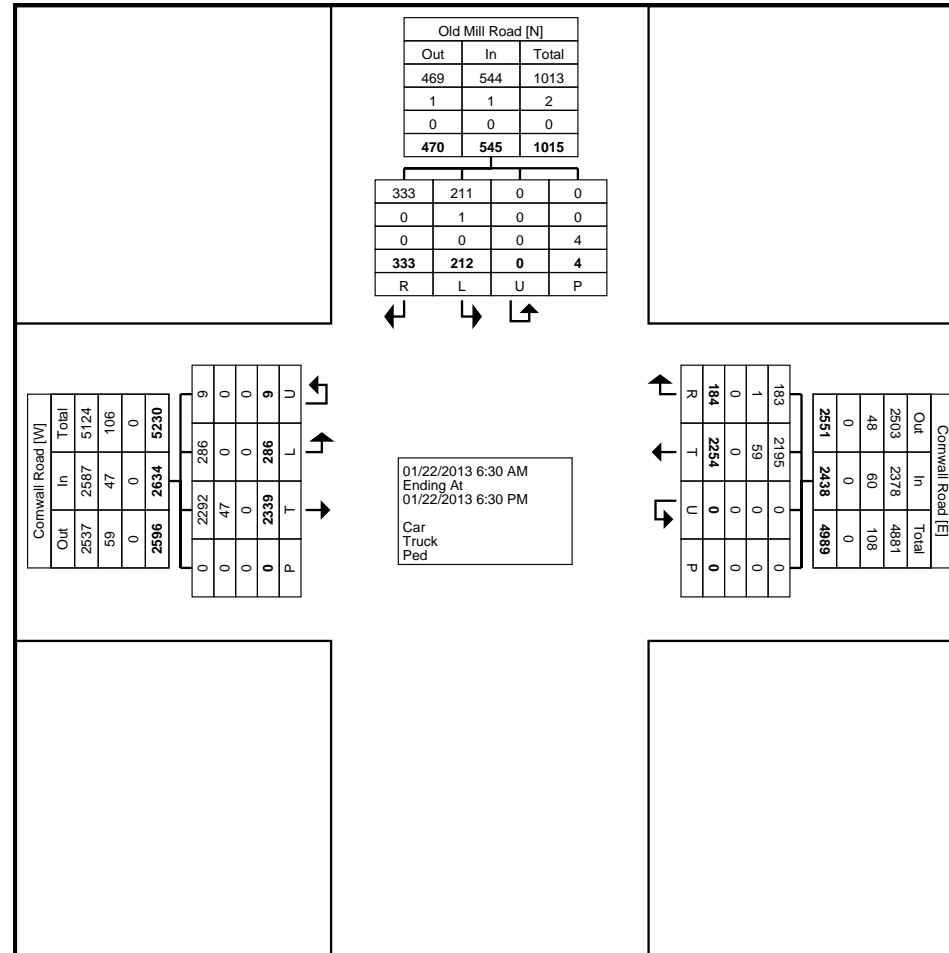 Old Mill Road [N]
Out In Total
469 544 1013
1 1 2
0 0 0
470 545 1015
333 211 0 0
0 1 0 0
0 0 0 4
333 212 0 4
R L U P
Cornwall Road [W]
Total In Out
5124 2587 2537
106 47 59
0 0 0
5230 2634 2596
9 286 2292 0
0 0 47 0
0 0 0 0
9 286 2339 0
U L T P
01/22/2013 6:30 AM
Ending At
01/22/2013 6:30 PM
Car
Truck
Ped
Cornwall Road [E]
Out In Total
2503 2378 4881
48 60 108
0 0 0
2551 2438 4989
183 2195 0 0
1 59 0 0
0 0 0 0
184 2254 0 0
R T U P